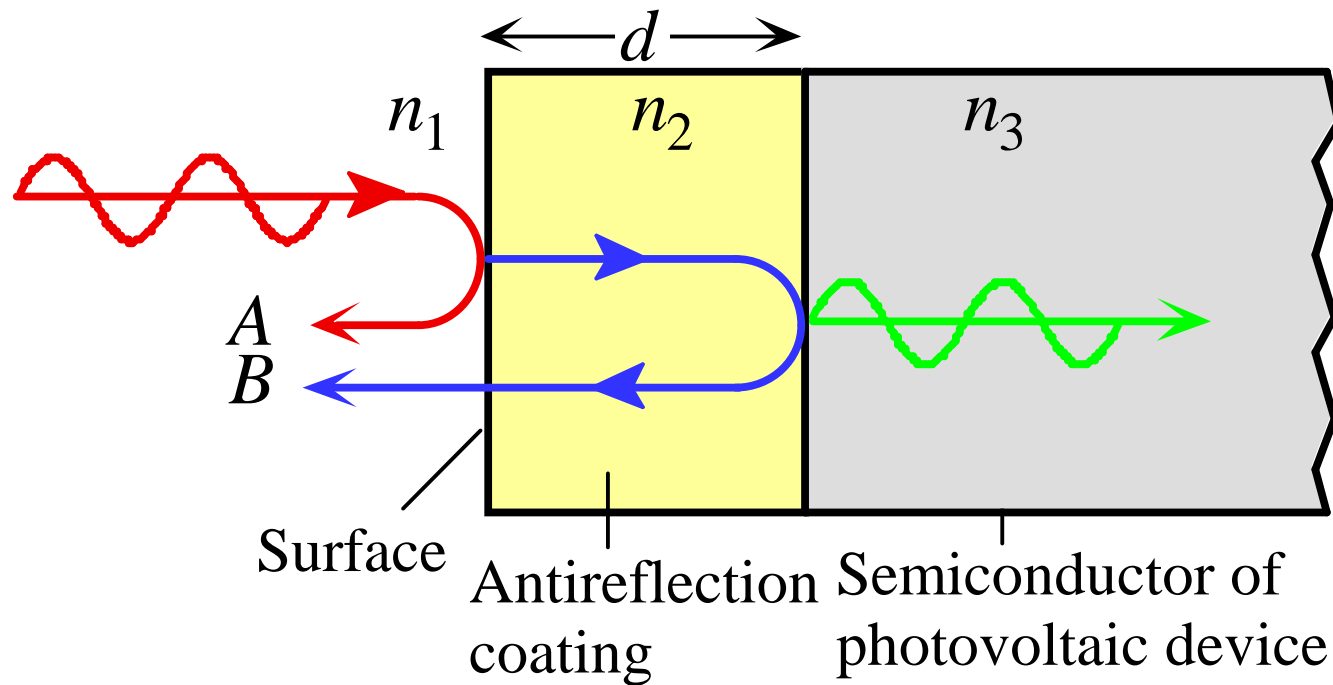 d
n1 n2 n3
A
B
Surface
Antireflection
coating
Semiconductor of
photovoltaic device